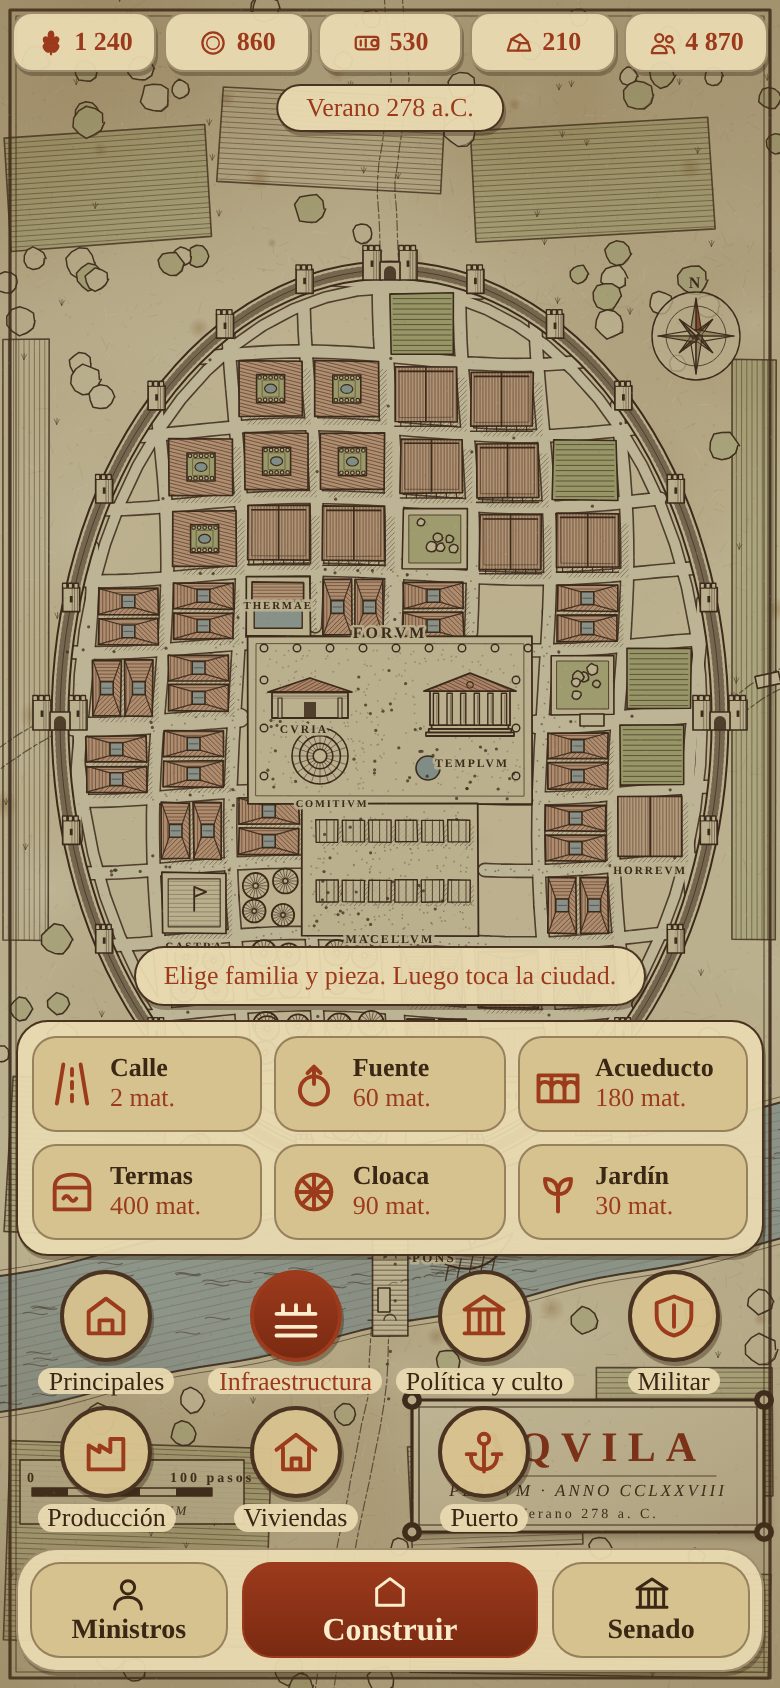 1 240
860
530
210
4 870
Verano 278 a.C.
N
THERMAE
FORVM
CVRIA
TEMPLVM
COMITIVM
HORREVM
MACELLVM
CASTRA
Elige familia y pieza. Luego toca la ciudad.
Calle
2 mat.
Fuente
60 mat.
Acueducto
180 mat.
Termas
400 mat.
Cloaca
90 mat.
Jardín
30 mat.
PONS
Principales
Infraestructura
Política y culto
Militar
QVILA
0
100 pasos
VM · ANNO CCLXXVIII
erano 278 a. C.
Producción
Viviendas
Puerto
Ministros
Construir
Senado